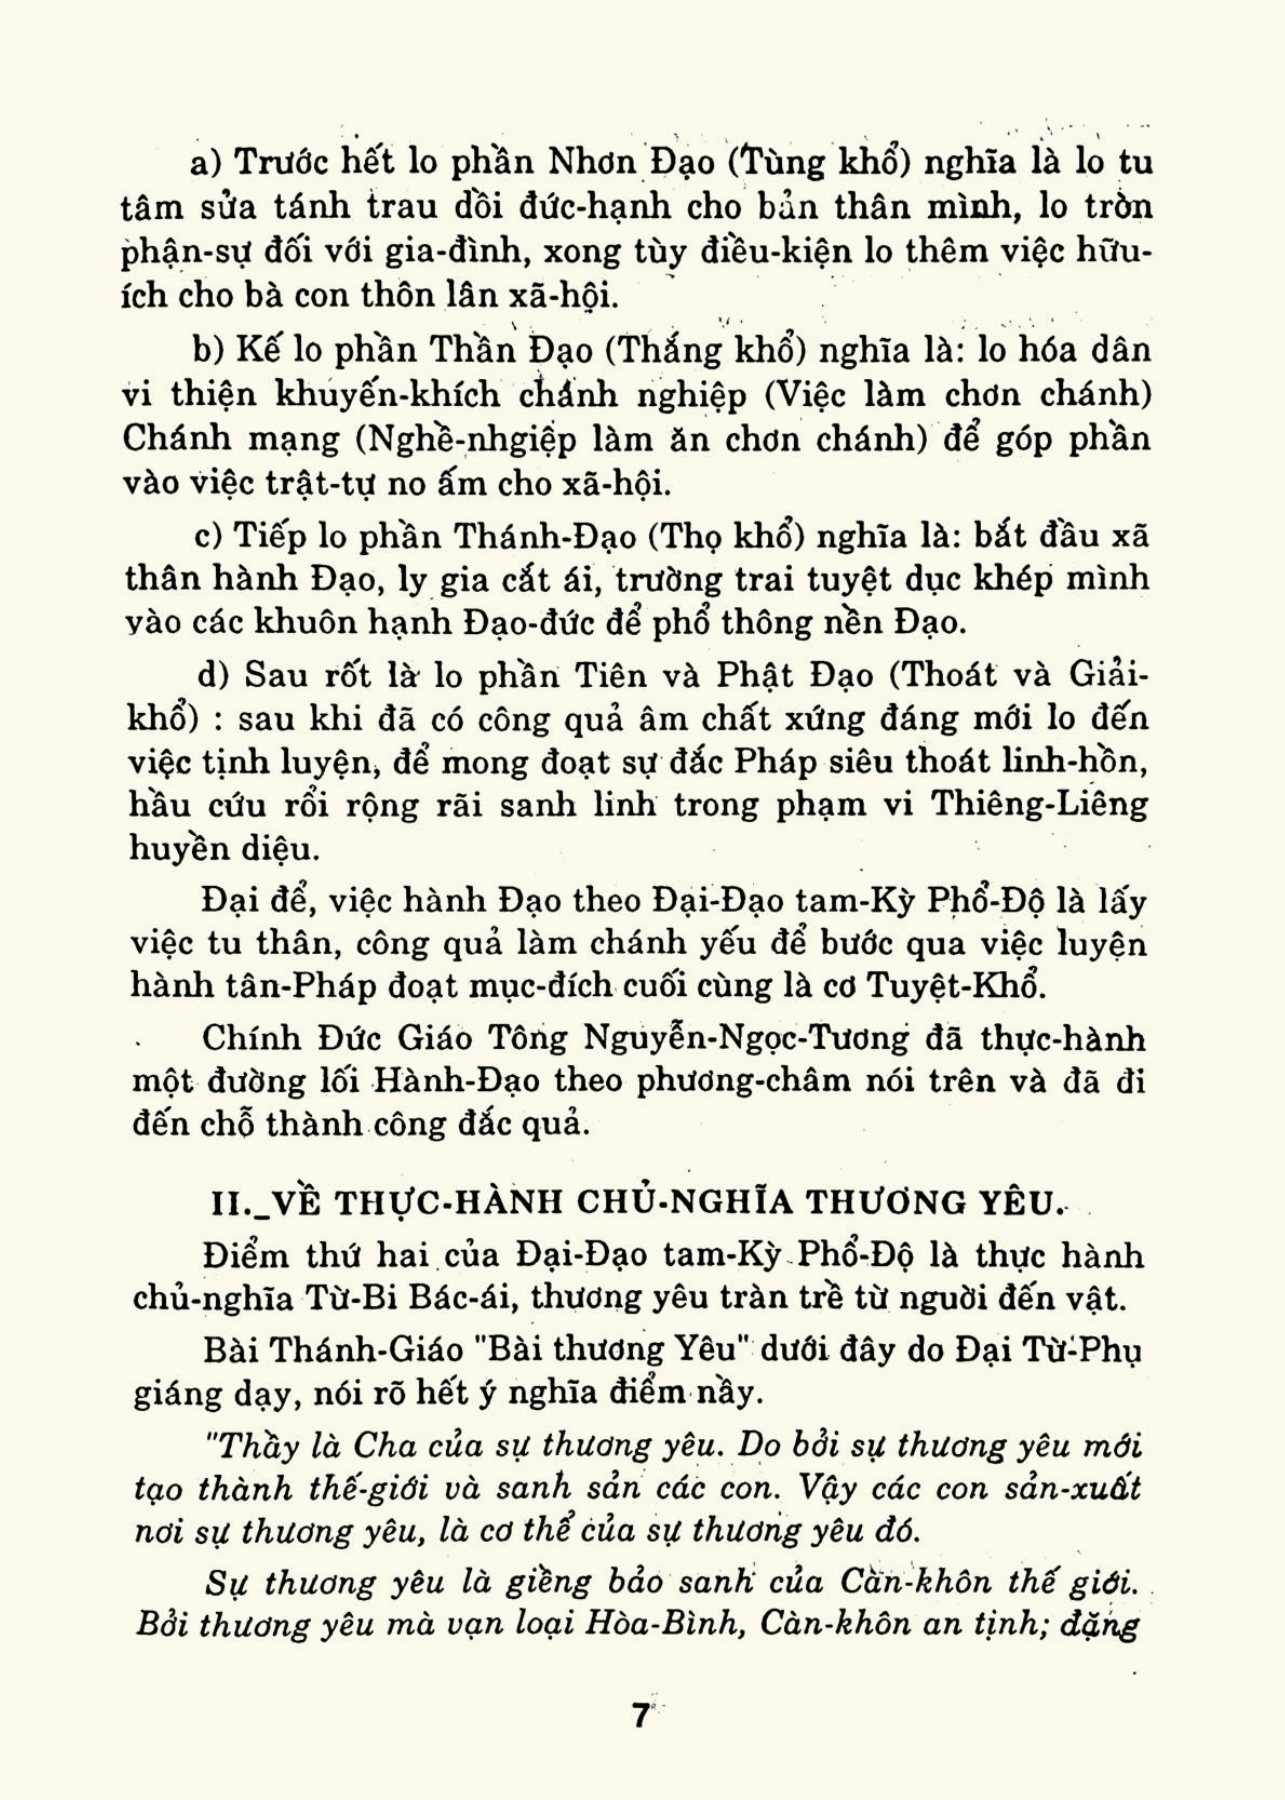 a) Trước hết lo phần Nhơn Đạo (Tùng khổ) nghĩa là lo tu
tâm sửa tánh trau dồi đức-hạnh cho bản thân mình, lo tròn
phận-sự đối với gia-đình, xong tùy điều-kiện lo thêm việc hữu-
ích cho bà con thôn lân xã-hội.
b) Kế lo phần Thần Đạo (Thắng khổ) nghĩa là: lo hóa dân
vi thiện khuyến-khích chánh nghiệp (Việc làm chơn chánh)
Chánh mạng (Nghề-nhgiệp làm ăn chơn chánh) để góp phần
vào việc trật-tự no ấm cho xã-hội.
c) Tiếp lo phần Thánh-Đạo (Thọ khổ) nghĩa là: bắt đầu xã
thân hành Đạo, ly gia cắt ái, trường trai tuyệt dục khép mình
vào các khuôn hạnh Đạo-đức để phổ thông nền Đạo.
d) Sau rốt là lo phần Tiên và Phật Đạo (Thoát và Giải-
khổ) : sau khi đã có công quả âm chất xứng đáng mới lo đến
việc tịnh luyện, để mong đoạt sự đắc Pháp siêu thoát linh-hồn,
hầu cứu rổi rộng rãi sanh linh trong phạm vi Thiêng-Liêng
huyền diệu.
Đại để, việc hành Đạo theo Đại-Đạo tam-Kỳ Phổ-Độ là lấy
việc tu thân, công quả làm chánh yếu để bước qua việc luyện
hành tân-Pháp đoạt mục-đích cuối cùng là cơ Tuyệt-Khổ.
Chính Đức Giáo Tông Nguyễn-Ngọc-Tương đã thực-hành
một đường lối Hành-Đạo theo phương-châm nói trên và đã đi
đến chỗ thành công đắc quả.
II._VỀ THỰC-HÀNH CHỦ-NGHĨA THƯƠNG YÊU.
Điểm thứ hai của Đại-Đạo tam-Kỳ Phổ-Độ là thực hành
chủ-nghĩa Từ-Bi Bác-ái, thương yêu tràn trề từ người đến vật.
Bài Thánh-Giáo "Bài thương Yêu" dưới đây do Đại Từ-Phụ
giáng dạy, nói rõ hết ý nghĩa điểm nầy.
"Thầy là Cha của sự thương yêu. Do bởi sự thương yêu mới
tạo thành thế-giới và sanh sản các con. Vậy các con sản-xuất
nơi sự thương yêu, là cơ thể của sự thương yêu đó.
Sự thương yêu là giềng bảo sanh của Càn-khôn thế giới.
Bởi thương yêu mà vạn loại Hòa-Bình, Càn-khôn an tịnh; đặng
7